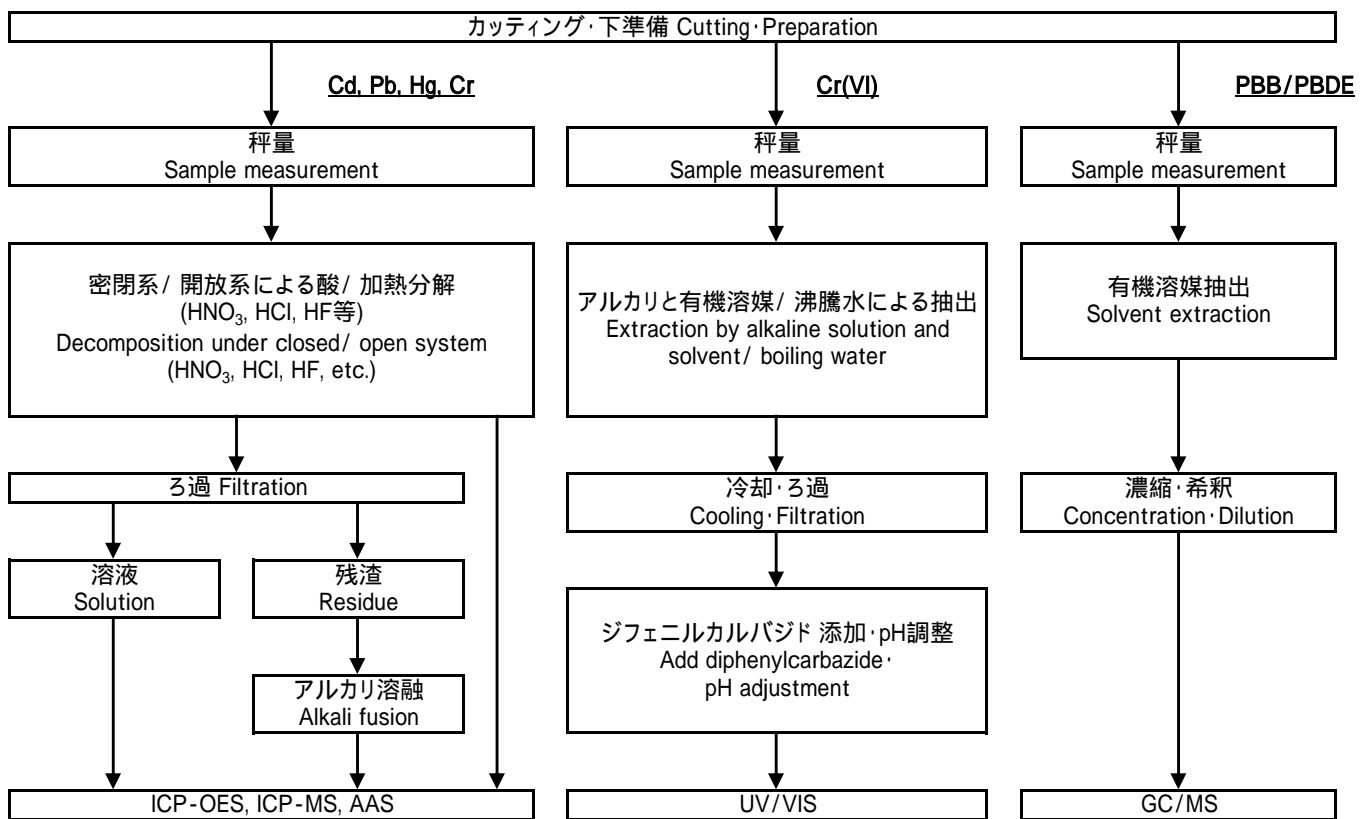 カッティング･下準備 Cutting･Preparation
Cd, Pb, Hg, Cr
Cr(VI)
PBB/PBDE
秤量
Sample measurement
秤量
Sample measurement
秤量
Sample measurement
密閉系/ 開放系による酸/ 加熱分解
(HNO₃, HCl, HF等)
Decomposition under closed/ open system
(HNO₃, HCl, HF, etc.)
アルカリと有機溶媒/ 沸騰水による抽出
Extraction by alkaline solution and
solvent/ boiling water
有機溶媒抽出
Solvent extraction
ろ過 Filtration
冷却･ろ過
Cooling･Filtration
濃縮･希釈
Concentration･Dilution
溶液
Solution
残渣
Residue
アルカリ溶融
Alkali fusion
ジフェニルカルバジド 添加･pH調整
Add diphenylcarbazide･
pH adjustment
ICP-OES, ICP-MS, AAS
UV/VIS
GC/MS